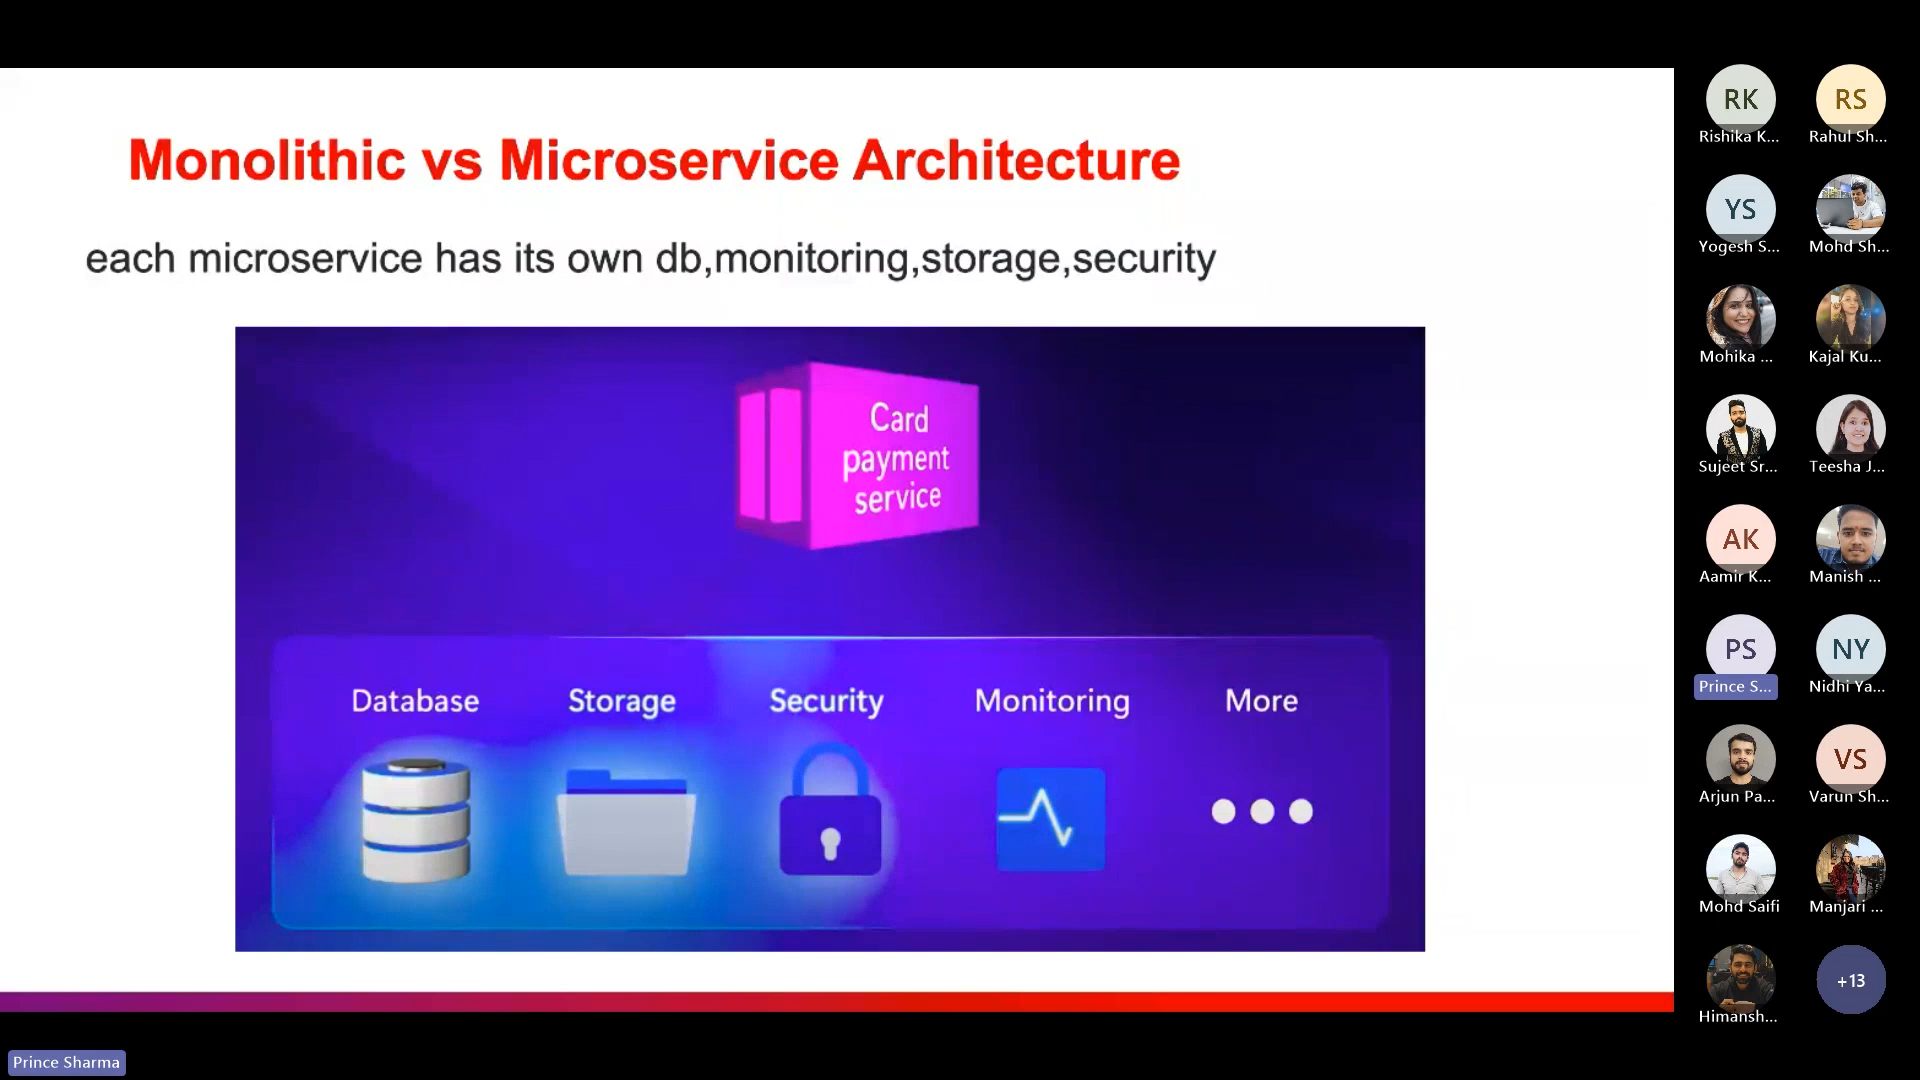 Monolithic vs Microservice Architecture
each microservice has its own db,monitoring,storage,security
Card
payment
service
Database
Storage
Security
Monitoring
More
RK
Rishika K...
RS
Rahul Sh...
YS
Yogesh S...
Mohd Sh...
Mohika ...
Kajal Ku...
Sujeet Sr...
Teesha J...
AK
Aamir K...
Manish ...
PS
Prince S...
NY
Nidhi Ya...
Arjun Pa...
VS
Varun Sh...
Mohd Saifi
Manjari ...
Himansh...
+13
Prince Sharma